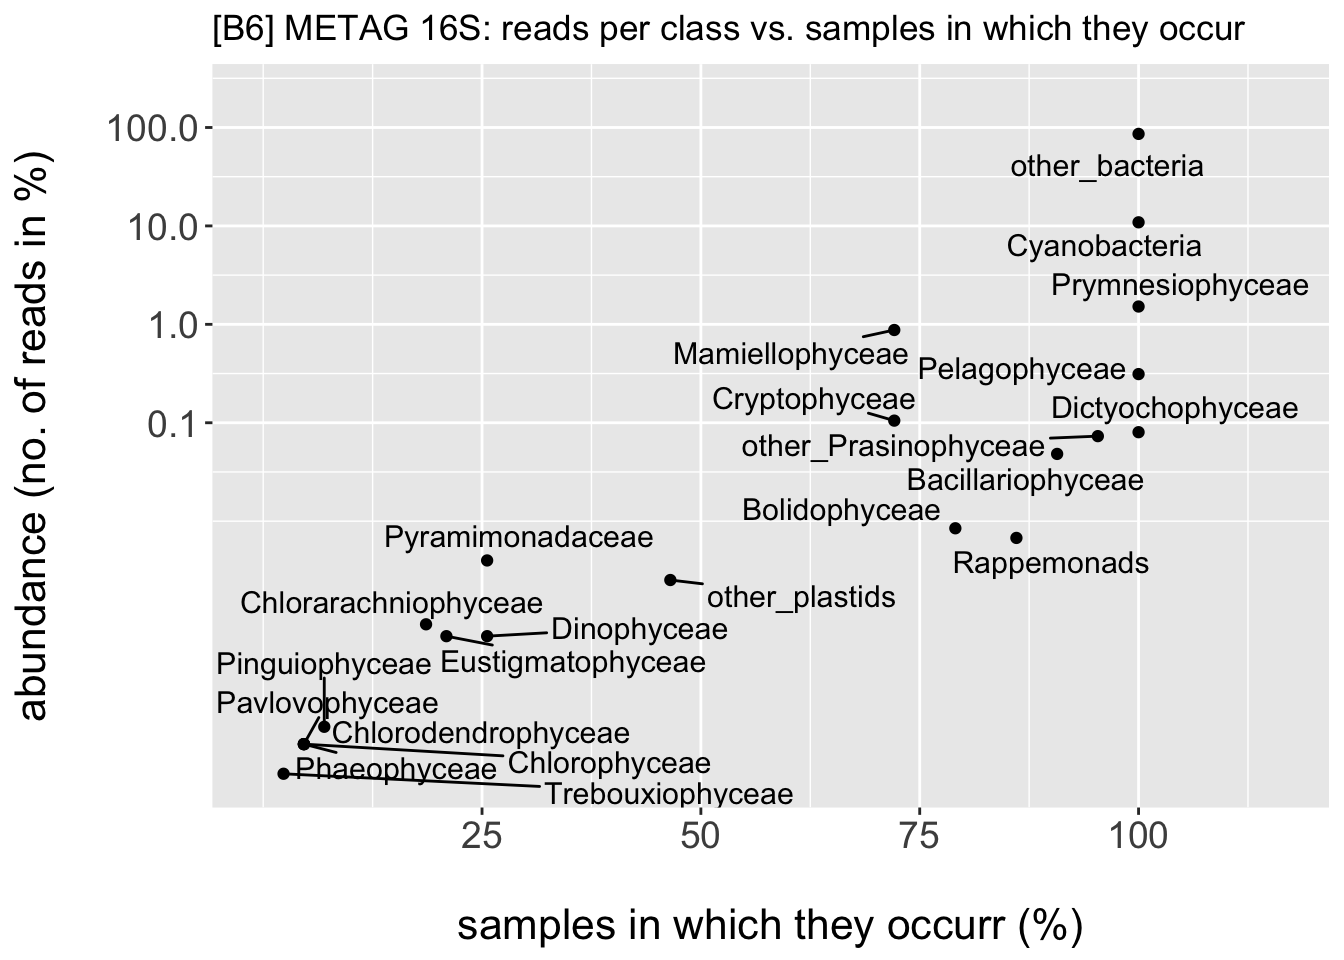 [B6] METAG 16S: reads per class vs. samples in which they occur
abundance (no. of reads in %)
100.0
10.0
1.0
0.1
other_bacteria
Cyanobacteria
Prymnesiophyceae
Mamiellophyceae
Pelagophyceae
Cryptophyceae
Dictyochophyceae
other_Prasinophyceae
Bacillariophyceae
Bolidophyceae
Pyramimonadaceae
Rappemonads
other_plastids
Chlorarachniophyceae
Dinophyceae
Pinguiophyceae
Eustigmatophyceae
Pavlovophyceae
Chlorodendrophyceae
Phaeophyceae
Chlorophyceae
Trebouxiophyceae
25 50 75 100
samples in which they occurr (%)